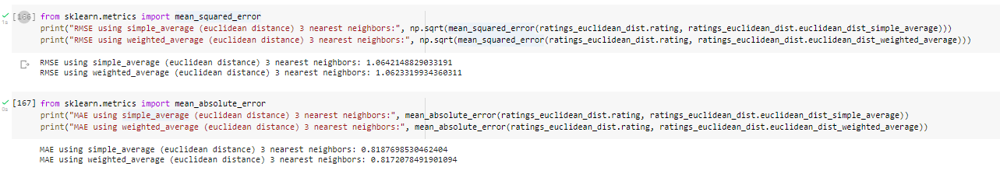 [166] from sklearn.metrics import mean_squared_error
1s
print("RMSE using simple_average (euclidean distance) 3 nearest neighbors:", np.sqrt(mean_squared_error(ratings_euclidean_dist.rating, ratings_euclidean_dist.euclidean_dist_simple_average)))
print("RMSE using weighted_average (euclidean distance) 3 nearest neighbors:", np.sqrt(mean_squared_error(ratings_euclidean_dist.rating, ratings_euclidean_dist.euclidean_dist_weighted_average)))
RMSE using simple_average (euclidean distance) 3 nearest neighbors: 1.0642148829033191
RMSE using weighted_average (euclidean distance) 3 nearest neighbors: 1.0623319934360311
[167] from sklearn.metrics import mean_absolute_error
0s
print("MAE using simple_average (euclidean distance) 3 nearest neighbors:", mean_absolute_error(ratings_euclidean_dist.rating, ratings_euclidean_dist.euclidean_dist_simple_average))
print("MAE using weighted_average (euclidean distance) 3 nearest neighbors:", mean_absolute_error(ratings_euclidean_dist.rating, ratings_euclidean_dist.euclidean_dist_weighted_average))
MAE using simple_average (euclidean distance) 3 nearest neighbors: 0.8187698530462404
MAE using weighted_average (euclidean distance) 3 nearest neighbors: 0.8172078491901094